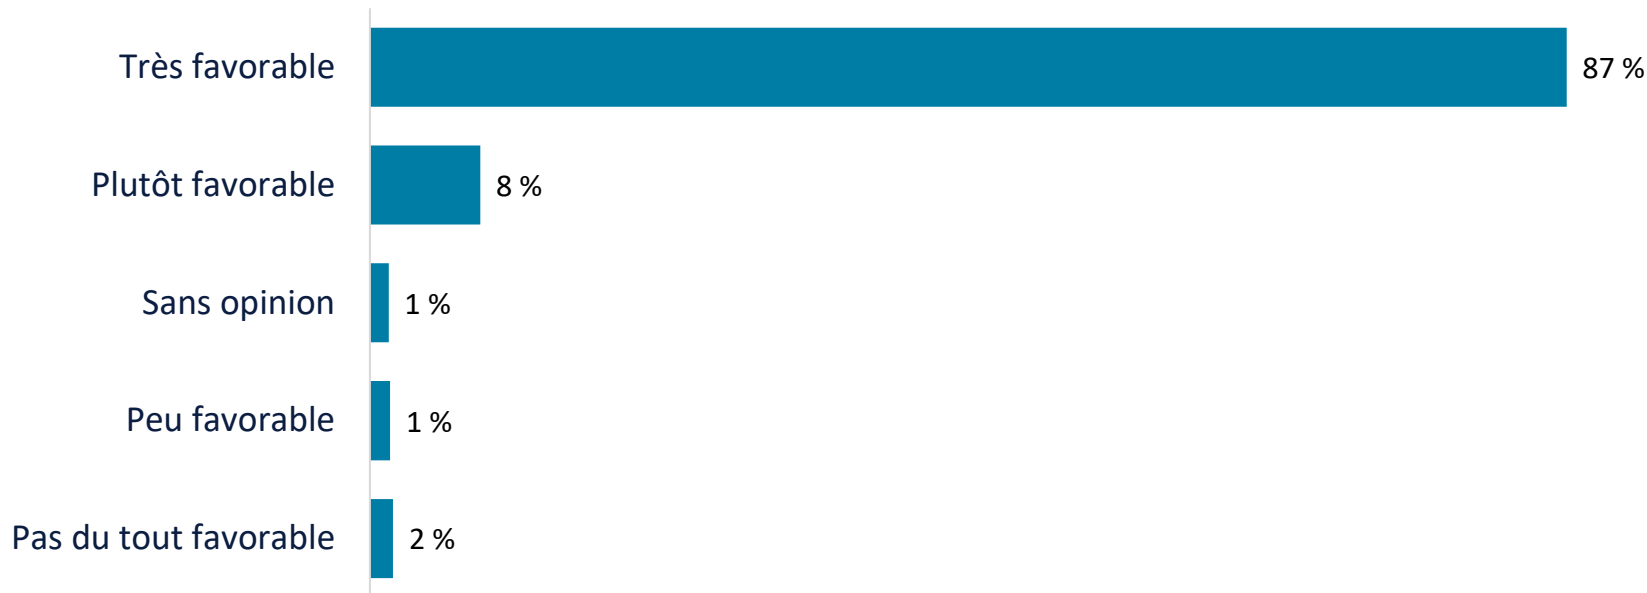 Très favorable 87 %
Plutôt favorable 8 %
Sans opinion 1 %
Peu favorable 1 %
Pas du tout favorable 2 %